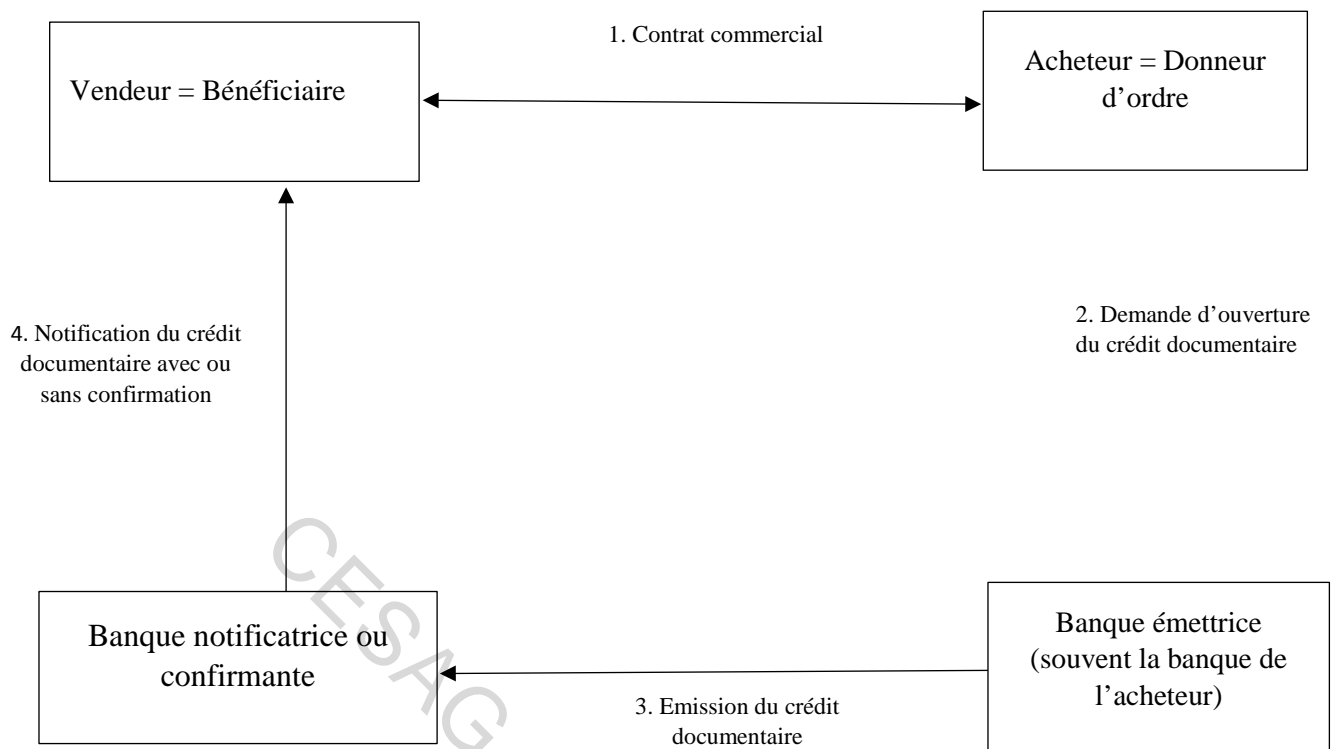 1. Contrat commercial
Vendeur = Bénéficiaire
Acheteur = Donneur
d’ordre
4. Notification du crédit
documentaire avec ou
sans confirmation
2. Demande d’ouverture
du crédit documentaire
CESAG
Banque notificatrice ou
confirmante
3. Emission du crédit
documentaire
Banque émettrice
(souvent la banque de
l’acheteur)